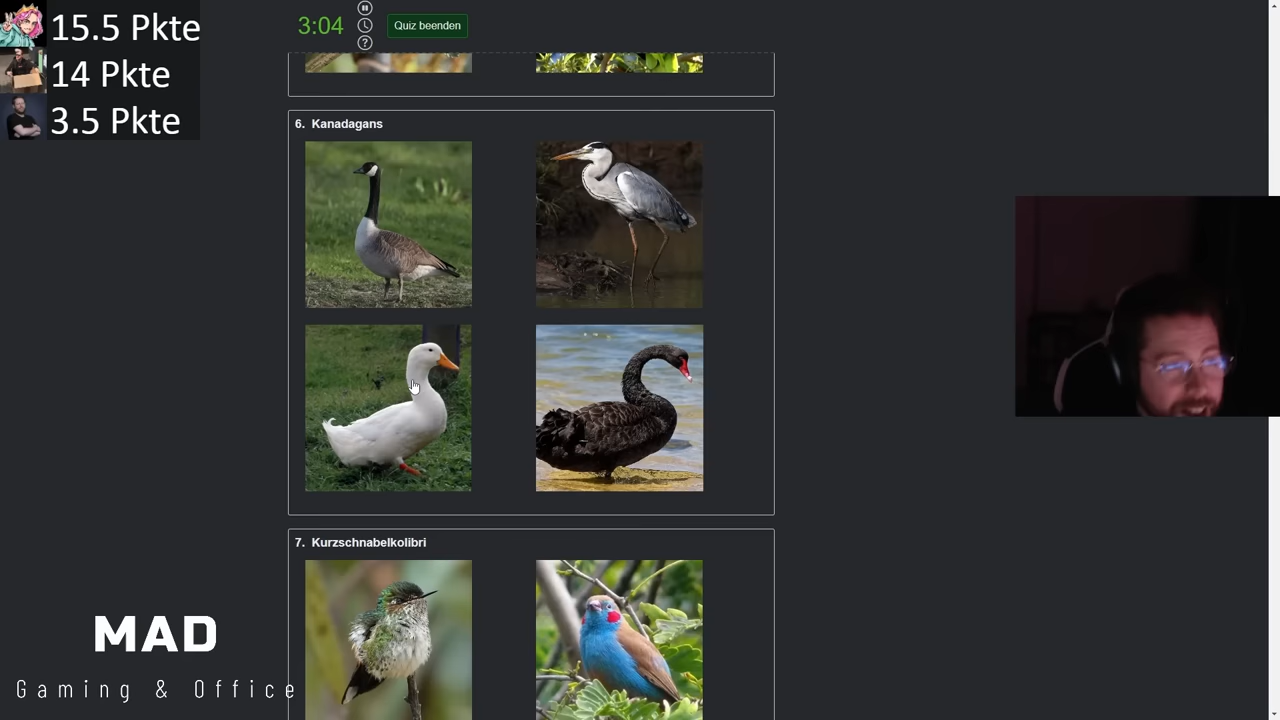 15.5 Pkte
14 Pkte
3.5 Pkte
3:04
Quiz beenden
6. Kanadagans
7. Kurzschnabelkolibri
MAD
Gaming & Office